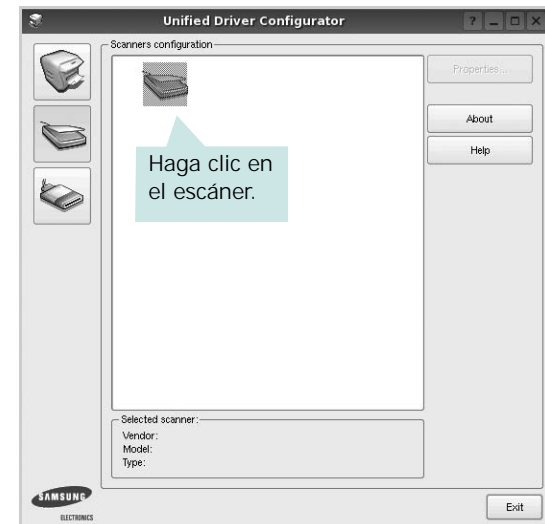 Unified Driver Configurator
Scanners configuration
Properties...
About
Help
Haga clic en
el escáner.
Selected scanner:
Vendor:
Model:
Type:
SAMSUNG
ELECTRONICS
Exit